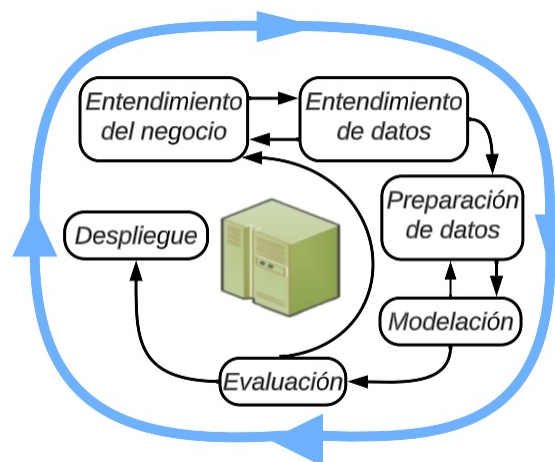 Entendimiento
del negocio
Entendimiento
de datos
Preparación
de datos
Despliegue
Modelación
Evaluación